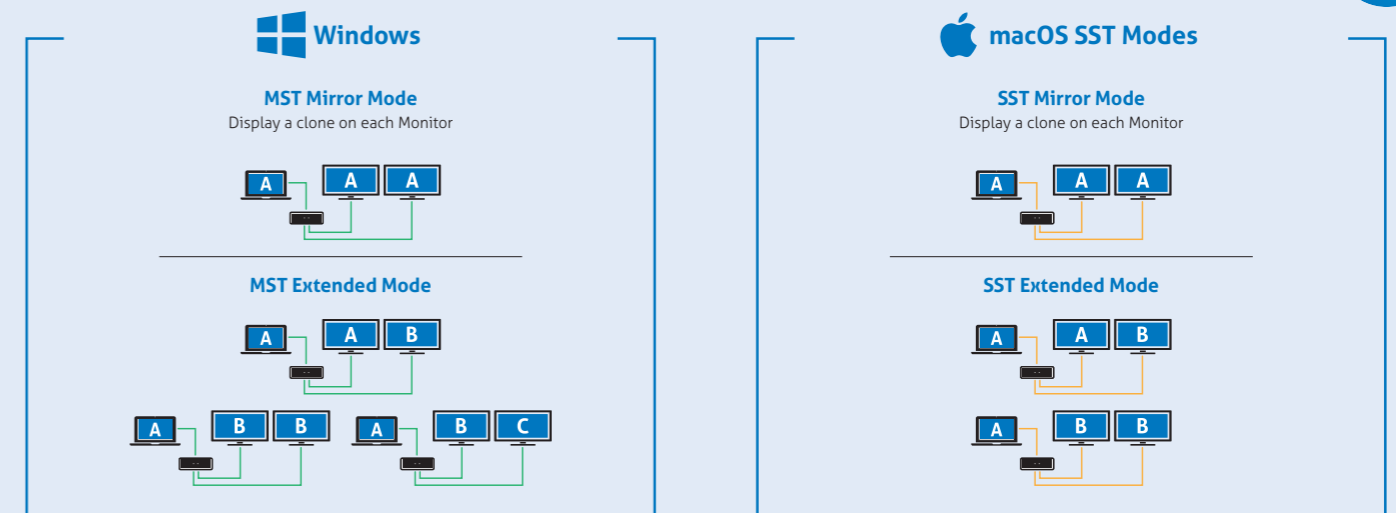 Windows
MST Mirror Mode
Display a clone on each Monitor
A A A
MST Extended Mode
A A B
A B B A B C
macOS SST Modes
SST Mirror Mode
Display a clone on each Monitor
A A A
SST Extended Mode
A A B
A B B